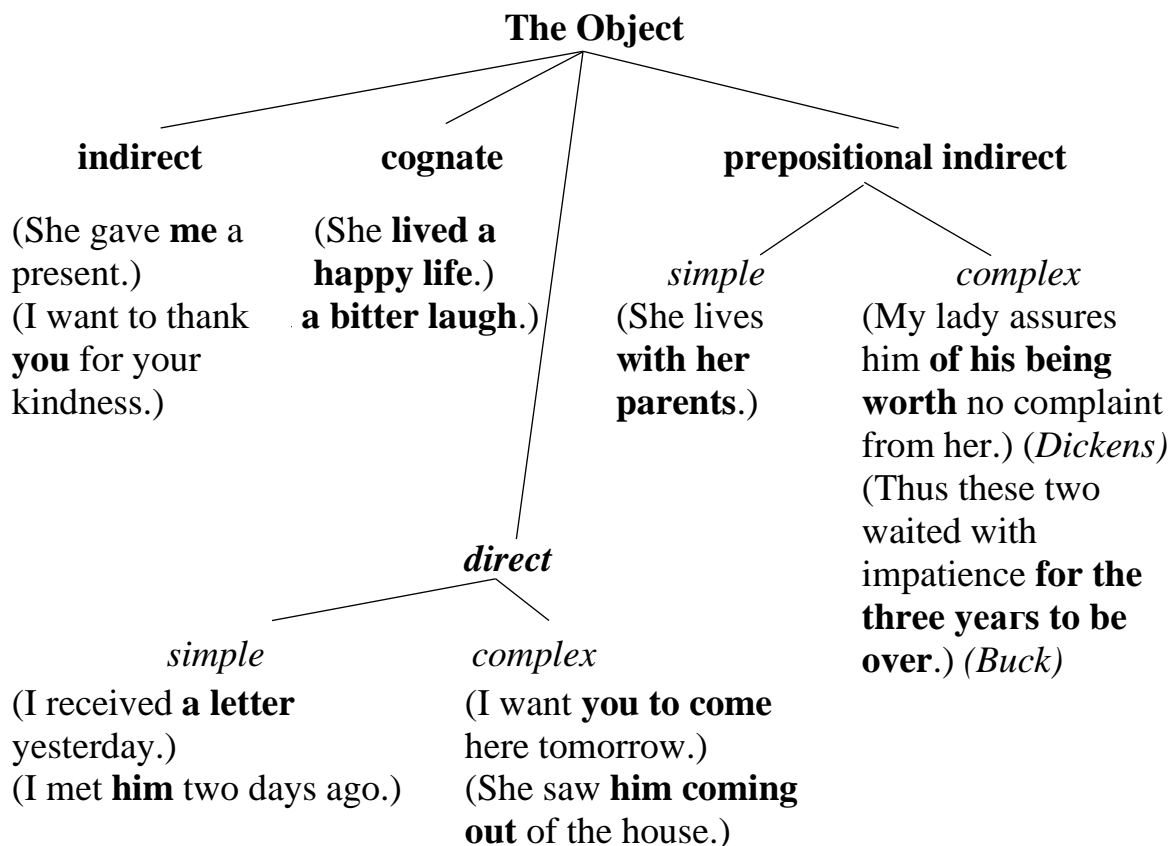 The Object
indirect
(She gave me a
present.)
(I want to thank
you for your
kindness.)
cognate
(She lived a
happy life.)
a bitter laugh.)
prepositional indirect
simple
(She lives
with her
parents.)
complex
(My lady assures
him of his being
worth no complaint
from her.) (Dickens)
(Thus these two
waited with
impatience for the
three yeaгs to be
over.) (Buck)
direct
simple
(I received a letter
yesterday.)
(I met him two days ago.)
complex
(I want you to come
here tomorrow.)
(She saw him coming
out of the house.)